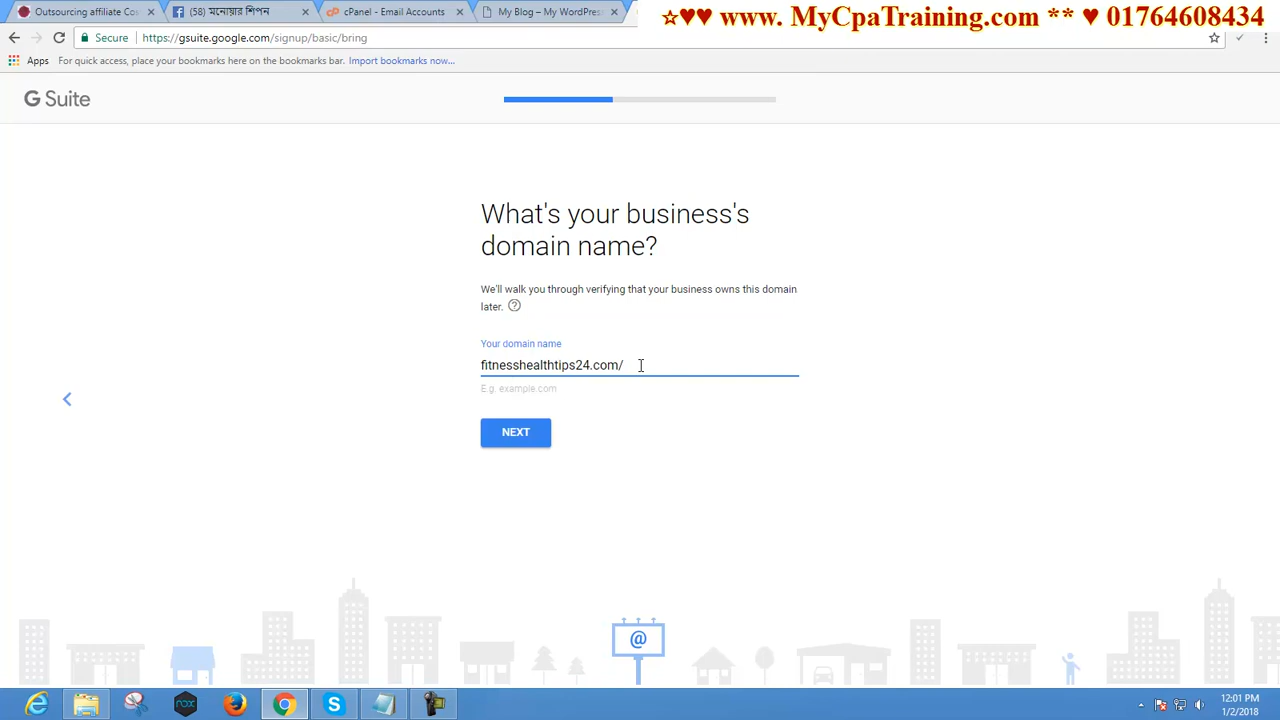 Outsourcing affiliate Co
(58) মনোয়ার শিপন
cPanel - Email Accounts
My Blog – My WordPress
☆♥♥ www. MyCpaTraining.com ** ♥ 01764608434
Secure
https://gsuite.google.com/signup/basic/bring
Apps
For quick access, place your bookmarks here on the bookmarks bar.
Import bookmarks now...
G Suite
What's your business's
domain name?
We'll walk you through verifying that your business owns this domain
later. ?
Your domain name
fitnesshealthtips24.com/
E.g. example.com
NEXT
@
nox
12:01 PM
1/2/2018